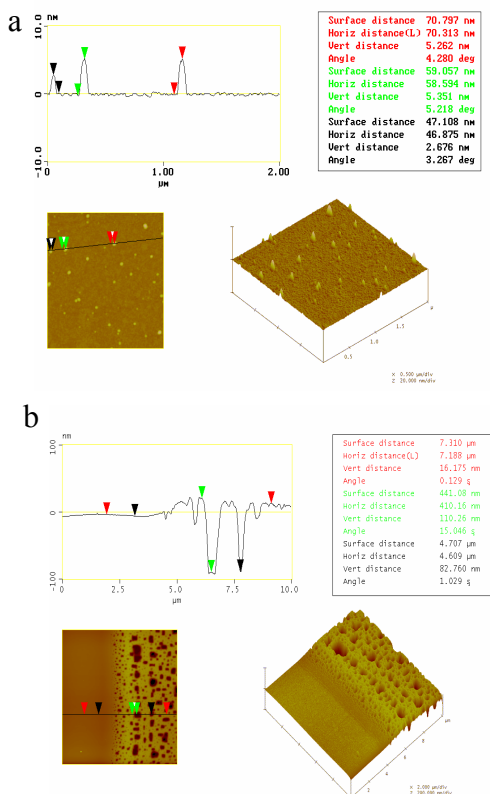 a
10.0
nm
0
-10.0
0
1.00
2.00
µM
Surface distance 70.797 nm
Horiz distance(L) 70.313 nm
Vert distance 5.262 nm
Angle 4.280 deg
Surface distance 59.057 nm
Horiz distance 58.594 nm
Vert distance 5.351 nm
Angle 5.218 deg
Surface distance 47.108 nm
Horiz distance 46.875 nm
Vert distance 2.676 nm
Angle 3.267 deg
0.5
1.0
1.5
µ
X 0.500 µm/div
Z 20.000 nm/div
b
nm
100
0
-100
0
2.5
5.0
7.5
10.0
µm
Surface distance 7.310 µm
Horiz distance(L) 7.188 µm
Vert distance 16.175 nm
Angle 0.129 §
Surface distance 441.08 nm
Horiz distance 410.16 nm
Vert distance 110.26 nm
Angle 15.046 §
Surface distance 4.707 µm
Horiz distance 4.609 µm
Vert distance 82.760 nm
Angle 1.029 §
2
4
6
8
µm
X 2.000 µm/div
Z 200.000 nm/div